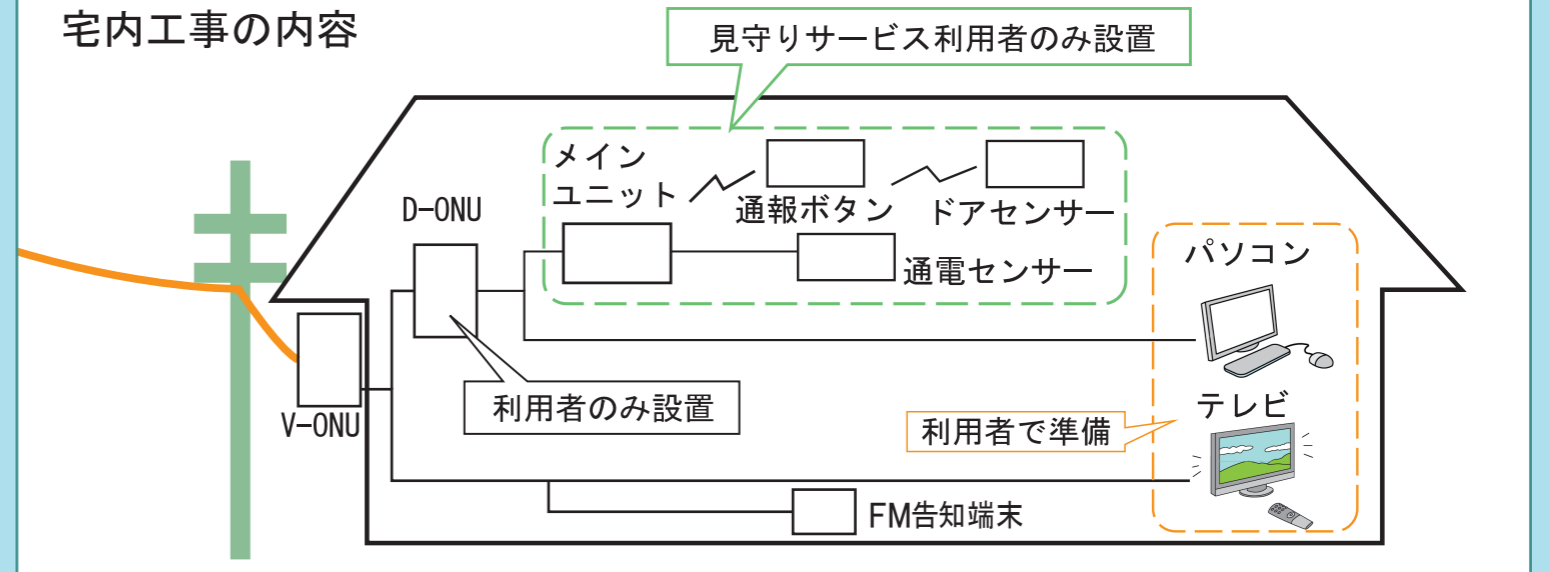 宅内工事の内容
見守りサービス利用者のみ設置
メイン
ユニット
通報ボタン
ドアセンサー
D-ONU
通電センサー
パソコン
利用者のみ設置
V-ONU
テレビ
利用者で準備
FM告知端末